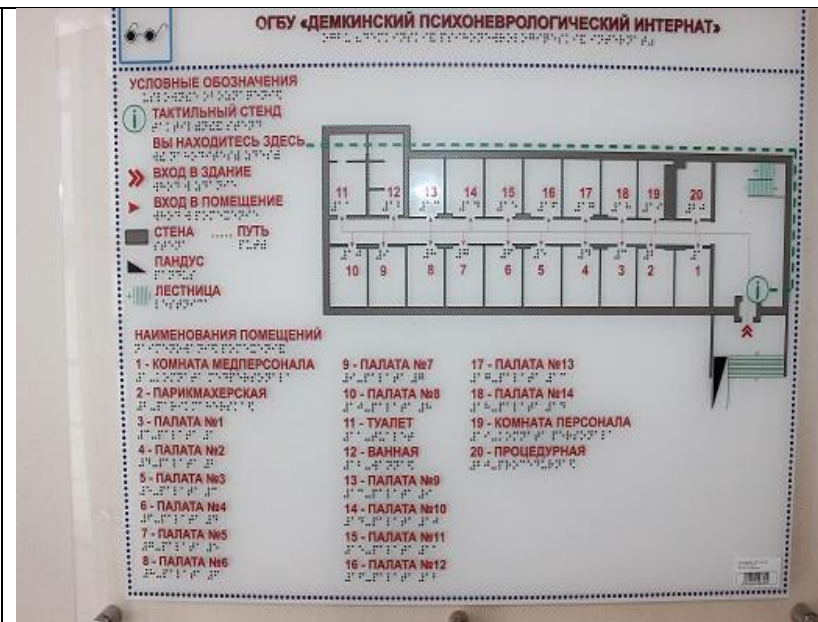 ОГБУ «ДЕМКИНСКИЙ ПСИХОНЕВРОЛОГИЧЕСКИЙ ИНТЕРНАТ»
УСЛОВНЫЕ ОБОЗНАЧЕНИЯ
i ТАКТИЛЬНЫЙ СТЕНД
ВЫ НАХОДИТЕСЬ ЗДЕСЬ
ВХОД В ЗДАНИЕ
ВХОД В ПОМЕЩЕНИЕ
СТЕНА ..... ПУТЬ
ПАНДУС
ЛЕСТНИЦА
11 12 13 14 15 16 17 18 19 20
10 9 8 7 6 5 4 3 2 1
i
НАИМЕНОВАНИЯ ПОМЕЩЕНИЙ
1 - КОМНАТА МЕДПЕРСОНАЛА
2 - ПАРИКМАХЕРСКАЯ
3 - ПАЛАТА №1
4 - ПАЛАТА №2
5 - ПАЛАТА №3
6 - ПАЛАТА №4
7 - ПАЛАТА №5
8 - ПАЛАТА №6
9 - ПАЛАТА №7
10 - ПАЛАТА №8
11 - ТУАЛЕТ
12 - ВАННАЯ
13 - ПАЛАТА №9
14 - ПАЛАТА №10
15 - ПАЛАТА №11
16 - ПАЛАТА №12
17 - ПАЛАТА №13
18 - ПАЛАТА №14
19 - КОМНАТА ПЕРСОНАЛА
20 - ПРОЦЕДУРНАЯ